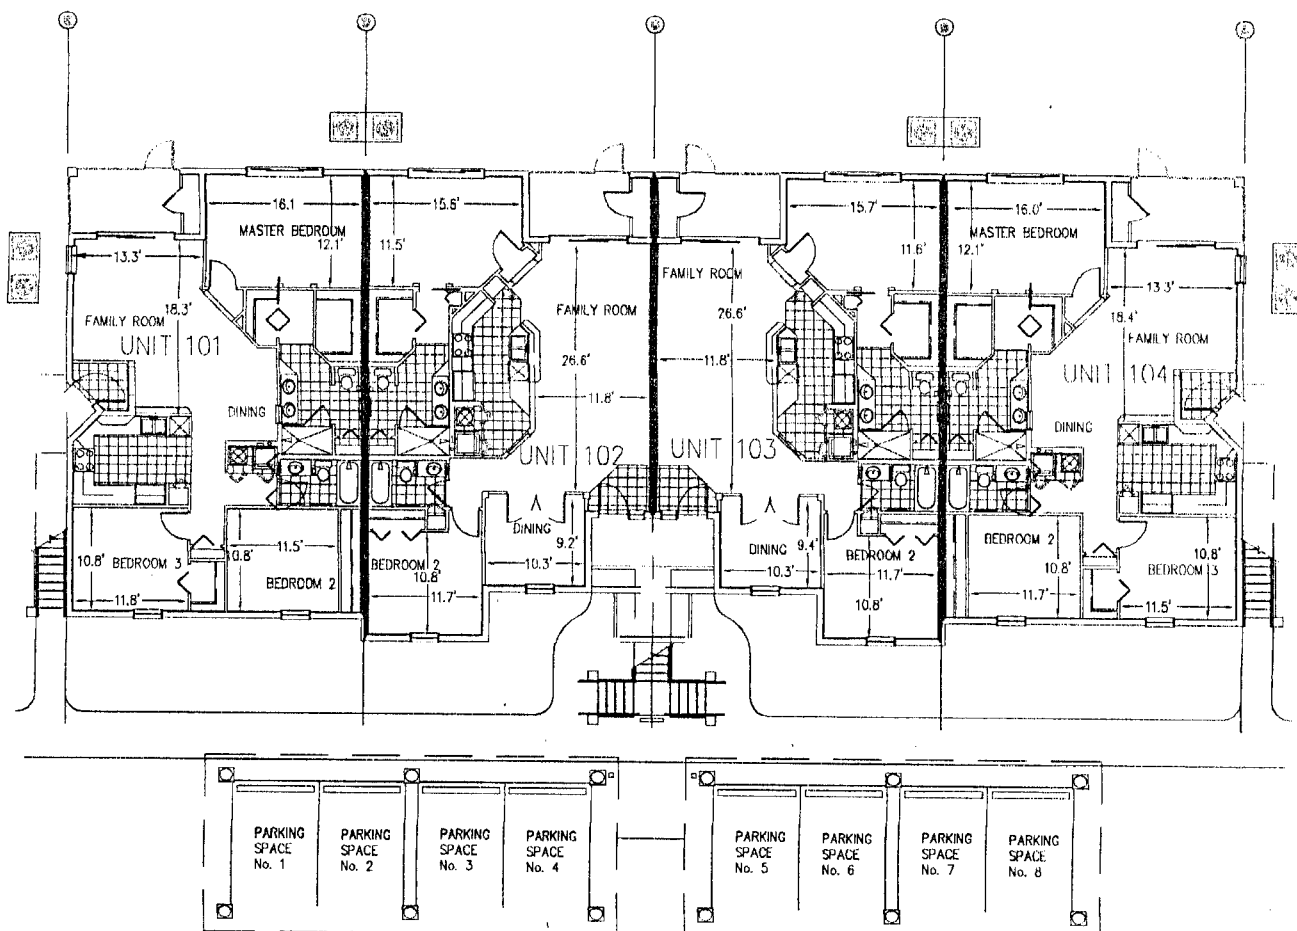 16.1
MASTER BEDROOM
12.1'
15.6'
11.5'
15.7'
11.6'
16.0'
MASTER BEDROOM
12.1'
13.3'
18.3'
FAMILY ROOM
UNIT 101
DINING
FAMILY ROOM
26.6'
11.8'
UNIT 102
FAMILY ROOM
26.6'
11.8'
UNIT 103
13.3'
18.4'
FAMILY ROOM
UNIT 104
DINING
10.8'
BEDROOM 3
11.8'
11.5'
10.8'
BEDROOM 2
BEDROOM 2
10.8'
11.7'
DINING
9.2'
10.3'
DINING
9.4'
10.3'
BEDROOM 2
11.7'
10.8'
BEDROOM 2
10.8'
11.7'
10.8'
BEDROOM 3
11.5'
PARKING
SPACE
No. 1
PARKING
SPACE
No. 2
PARKING
SPACE
No. 3
PARKING
SPACE
No. 4
PARKING
SPACE
No. 5
PARKING
SPACE
No. 6
PARKING
SPACE
No. 7
PARKING
SPACE
No. 8